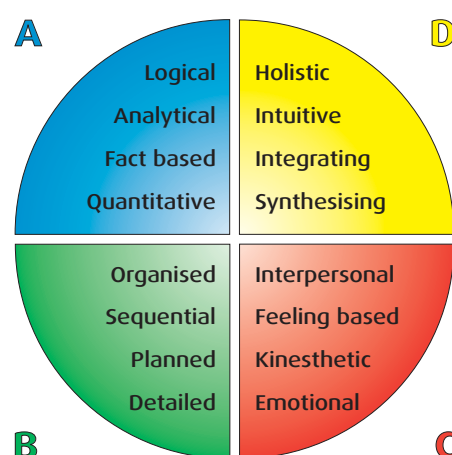 A
Logical
Analytical
Fact based
Quantitative
D
Holistic
Intuitive
Integrating
Synthesising
Organised
Sequential
Planned
Detailed
B
Interpersonal
Feeling based
Kinesthetic
Emotional
C